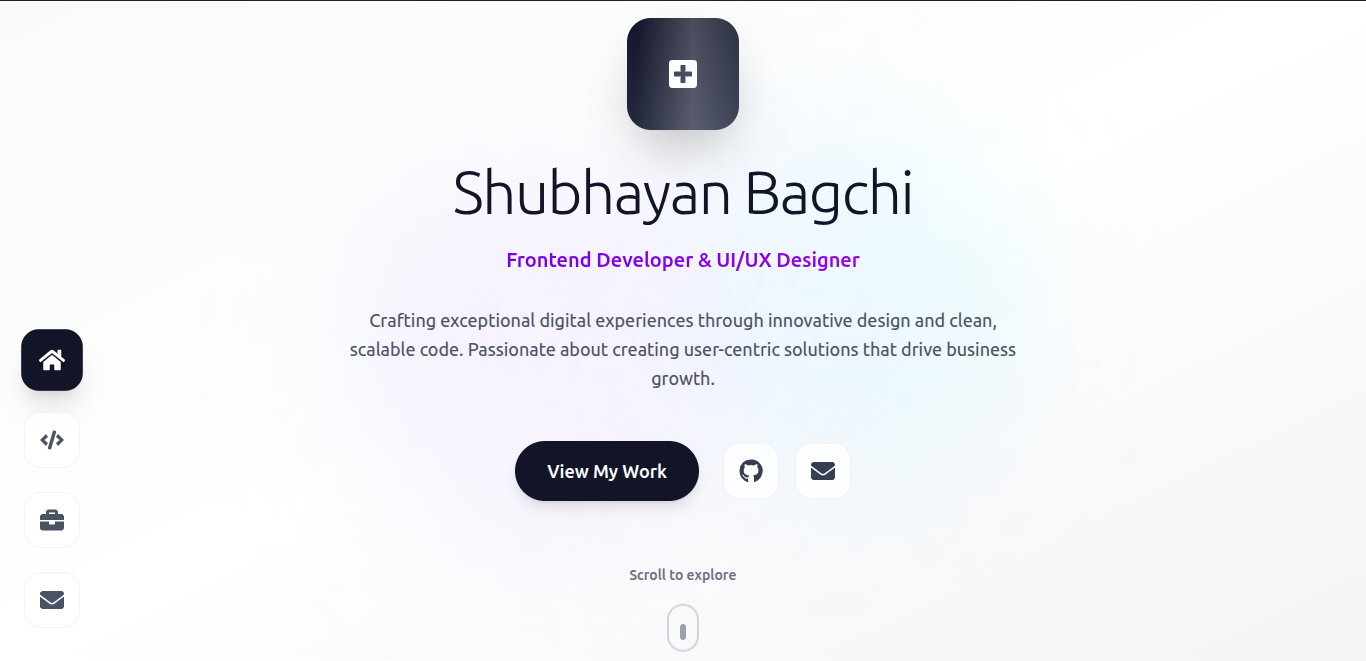 Shubhayan Bagchi
Frontend Developer & UI/UX Designer
Crafting exceptional digital experiences through innovative design and clean,
scalable code. Passionate about creating user-centric solutions that drive business
growth.
View My Work
Scroll to explore